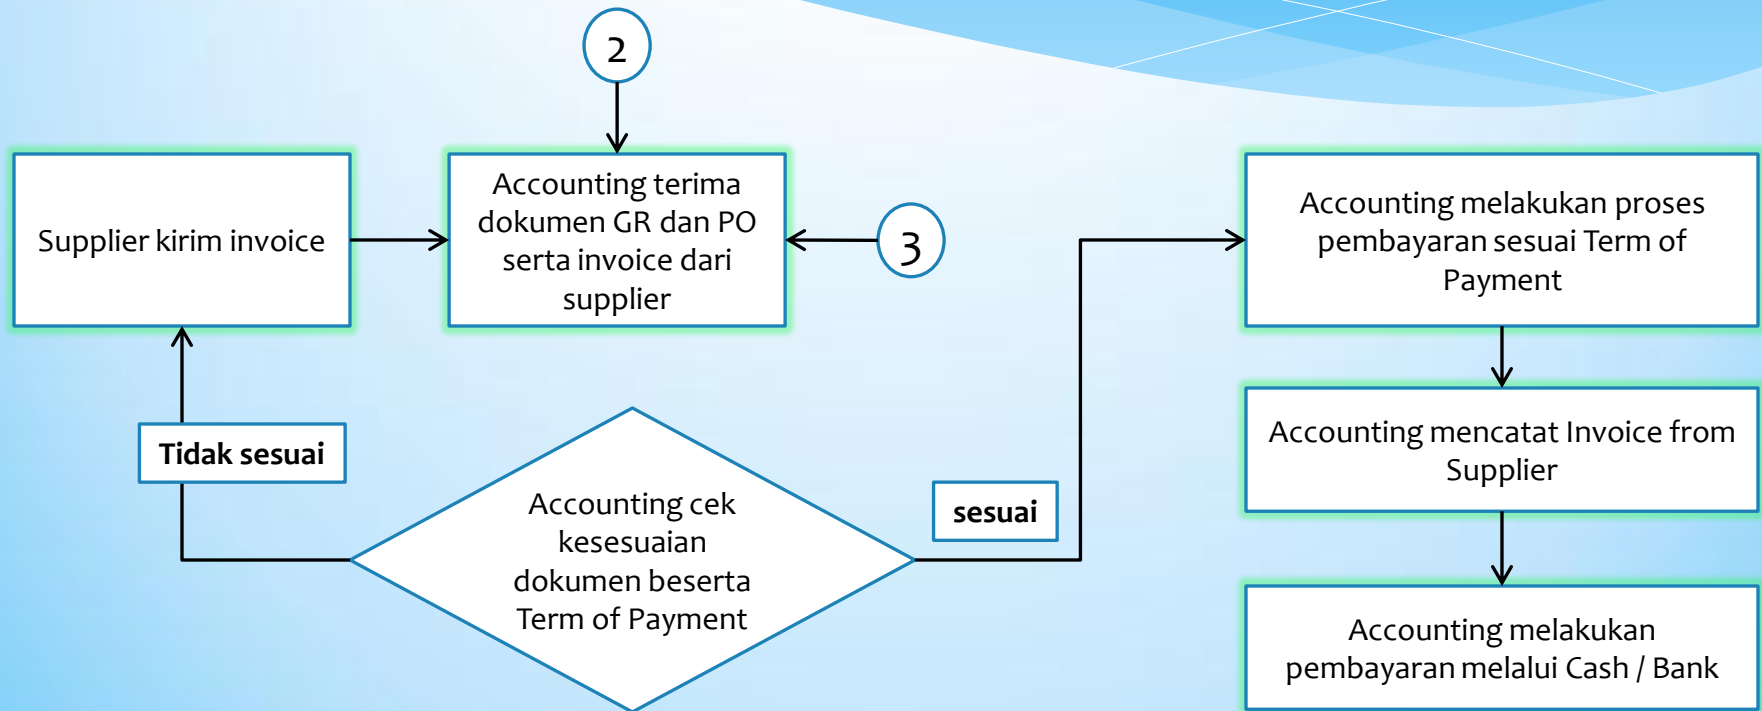 2
Supplier kirim invoice
Accounting terima
dokumen GR dan PO
serta invoice dari
supplier
3
Accounting melakukan proses
pembayaran sesuai Term of
Payment
Tidak sesuai
Accounting cek
kesesuaian
dokumen beserta
Term of Payment
sesuai
Accounting mencatat Invoice from
Supplier
Accounting melakukan
pembayaran melalui Cash / Bank